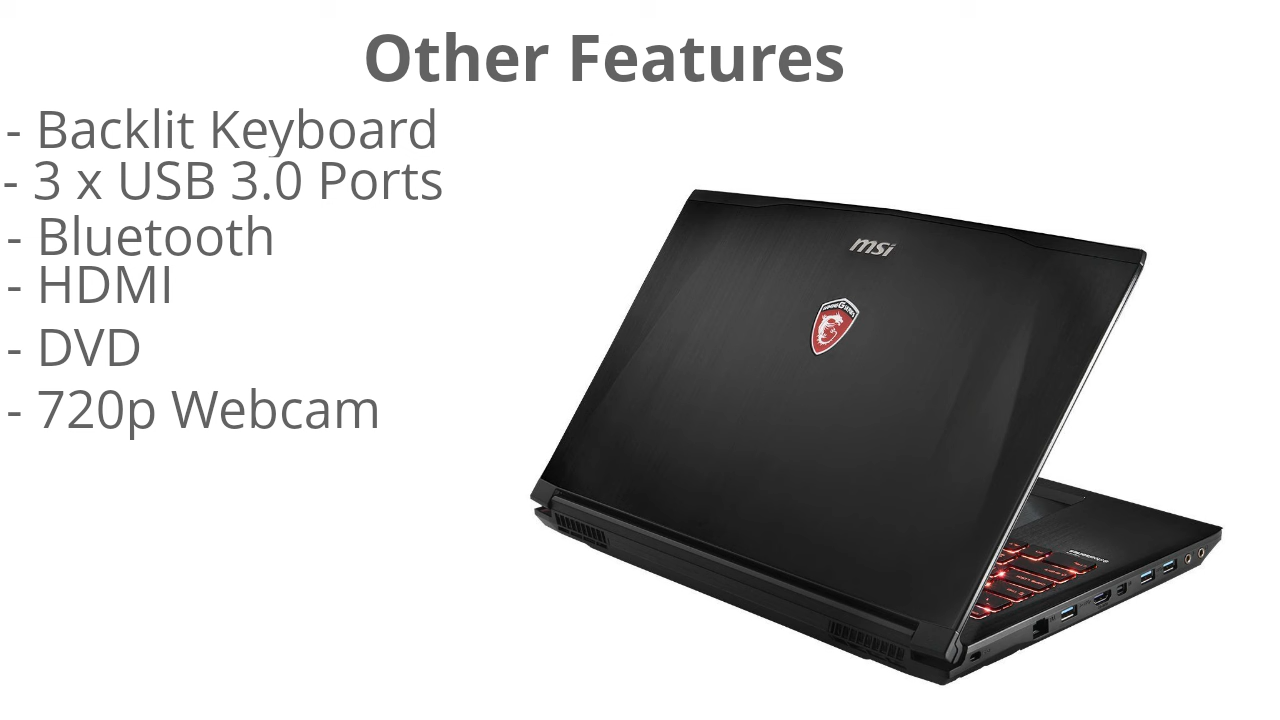 Other Features
- Backlit Keyboard
- 3 x USB 3.0 Ports
- Bluetooth
- HDMI
- DVD
- 720p Webcam
msi